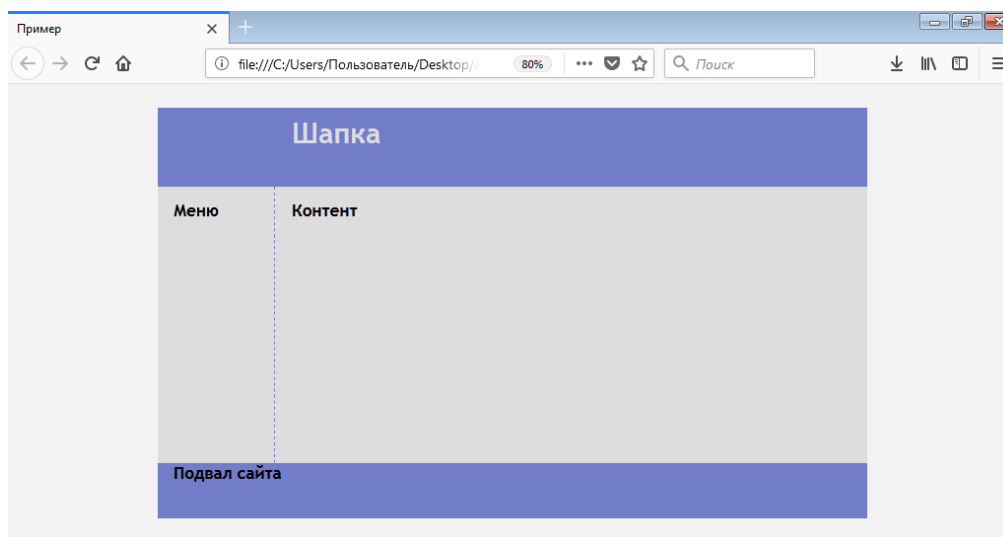 Пример
file:///C:/Users/Пользователь/Desktop//
80%
Поиск
Шапка
Меню
Контент
Подвал сайта